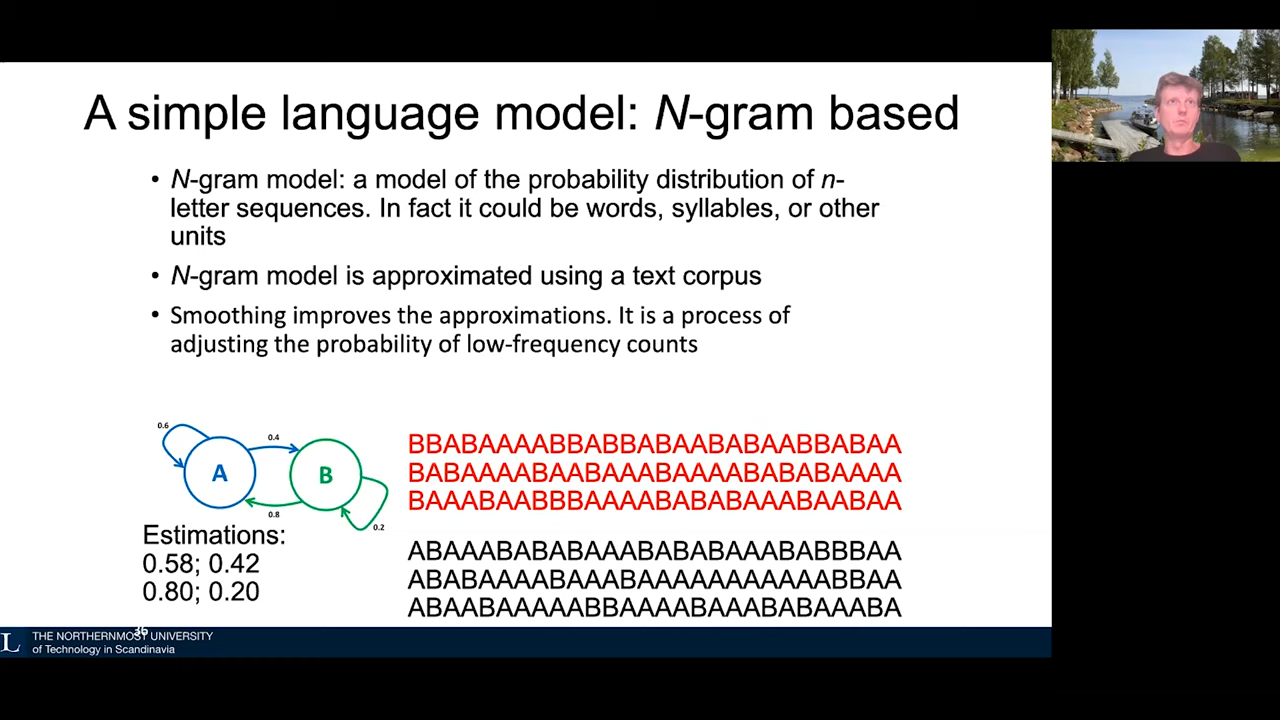 A simple language model: N-gram based
• N-gram model: a model of the probability distribution of n-
letter sequences. In fact it could be words, syllables, or other
units
• N-gram model is approximated using a text corpus
• Smoothing improves the approximations. It is a process of
adjusting the probability of low-frequency counts
0.6
0.4
A
B
0.8
0.2
Estimations:
0.58; 0.42
0.80; 0.20
BBABAAAABBABBABAABABAABBABAA
BABAAAABAABAAABAAAABABABAAAA
BAAABAABBBAAAABABABAAABAABAA
ABAAABABABAAABABABAAABABBBAA
ABABAAAABAAABAAAAAAAAAAABBAA
ABAABAAAAABBAAAABAAABABAAABA
36
L
THE NORTHERNMOST UNIVERSITY
of Technology in Scandinavia